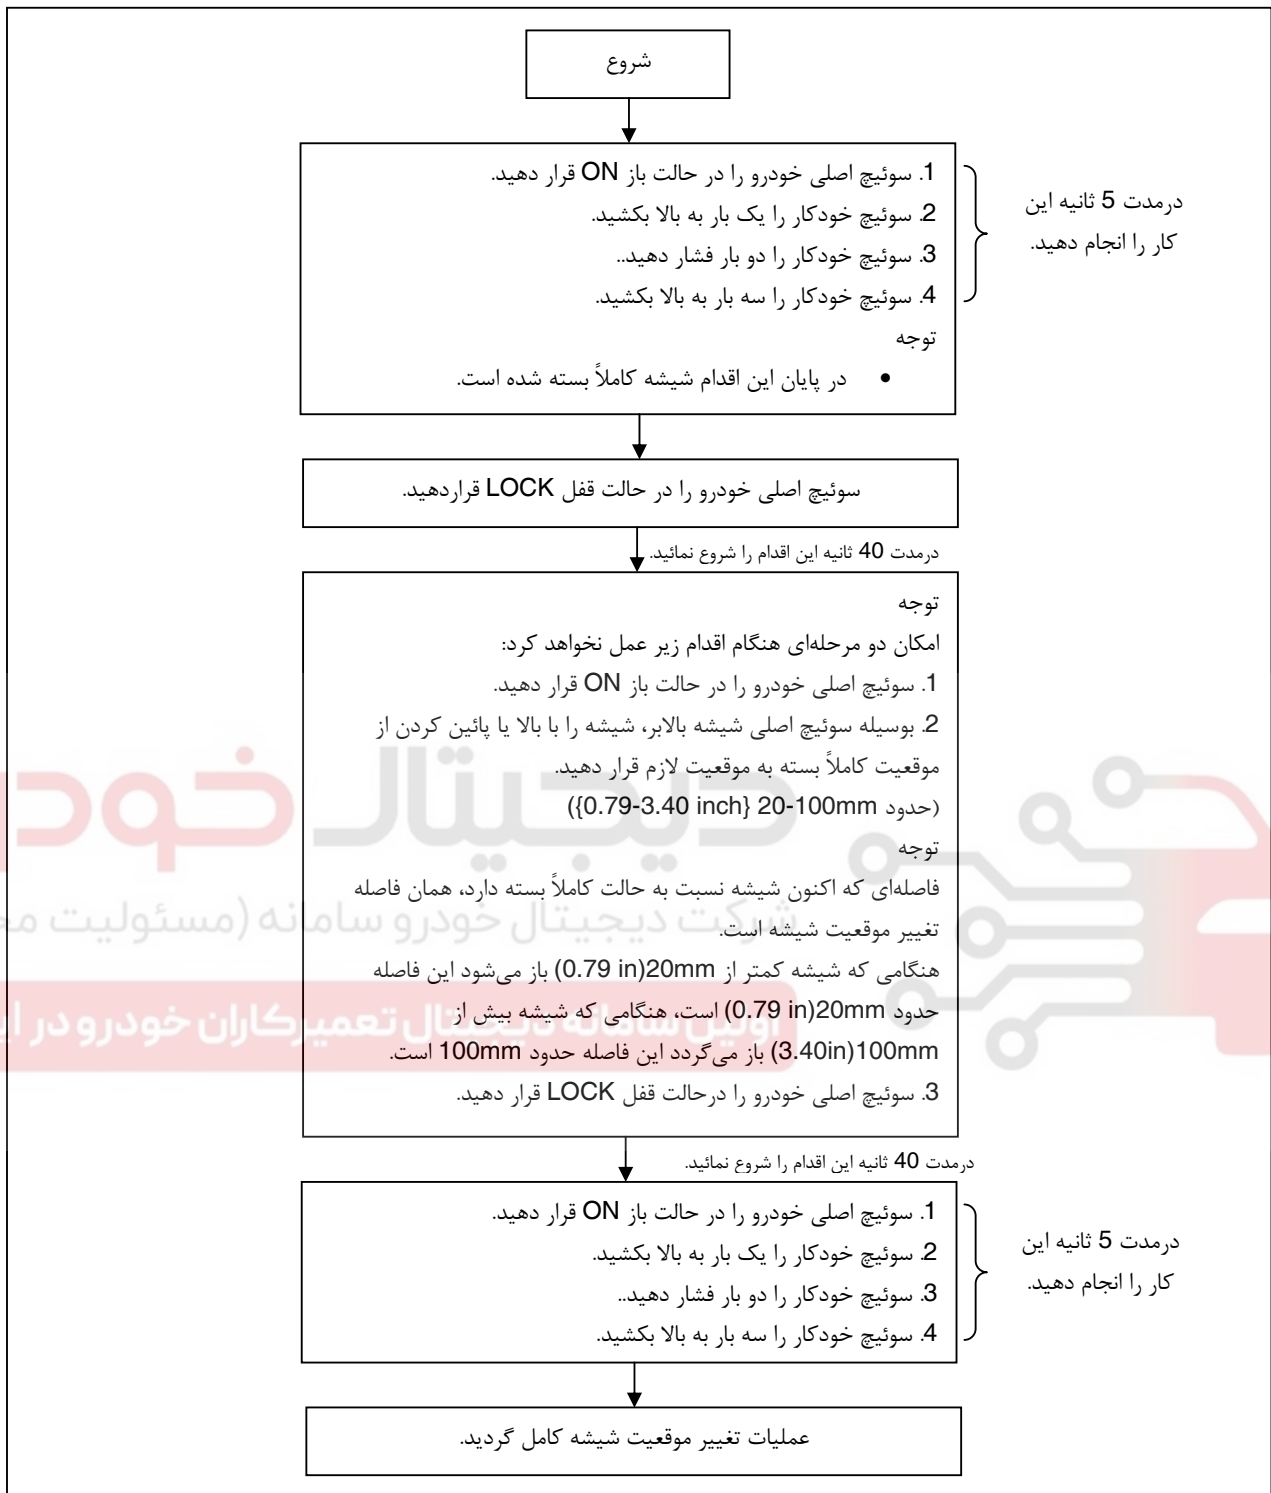 شروع
1. سوئیچ اصلی خودرو را در حالت باز ON قرار دهید.
2. سوئیچ خودکار را یک بار به بالا بکشید.
3. سوئیچ خودکار را دو بار فشار دهید..
4. سوئیچ خودکار را سه بار به بالا بکشید.
توجه
• در پایان این اقدام شیشه کاملاً بسته شده است.
درمدت 5 ثانیه این
کار را انجام دهید.
سوئیچ اصلی خودرو را در حالت قفل LOCK قراردهید.
درمدت 40 ثانیه این اقدام را شروع نمائید.
توجه
امکان دو مرحله‌ای هنگام اقدام زیر عمل نخواهد کرد:
1. سوئیچ اصلی خودرو را در حالت باز ON قرار دهید.
2. بوسیله سوئیچ اصلی شیشه بالابر، شیشه را با بالا یا پائین کردن از
موقعیت کاملاً بسته به موقعیت لازم قرار دهید.
(حدود 20-100mm {0.79-3.40 inch})
توجه
فاصله‌ای که اکنون شیشه نسبت به حالت کاملاً بسته دارد، همان فاصله
تغییر موقعیت شیشه است.
هنگامی که شیشه کمتر از 20mm(0.79 in) باز می‌شود این فاصله
حدود 20mm(0.79 in) است، هنگامی که شیشه بیش از
100mm(3.40in) باز می‌گردد این فاصله حدود 100mm است.
3. سوئیچ اصلی خودرو را درحالت قفل LOCK قرار دهید.
درمدت 40 ثانیه این اقدام را شروع نمائید.
1. سوئیچ اصلی خودرو را در حالت باز ON قرار دهید.
2. سوئیچ خودکار را یک بار به بالا بکشید.
3. سوئیچ خودکار را دو بار فشار دهید..
4. سوئیچ خودکار را سه بار به بالا بکشید.
درمدت 5 ثانیه این
کار را انجام دهید.
عملیات تغییر موقعیت شیشه کامل گردید.
دیجیتال خودرو
شرکت دیجیتال خودرو سامانه (مسئولیت
اولین سامانه دیجیتال تعمیرکاران خودرو در